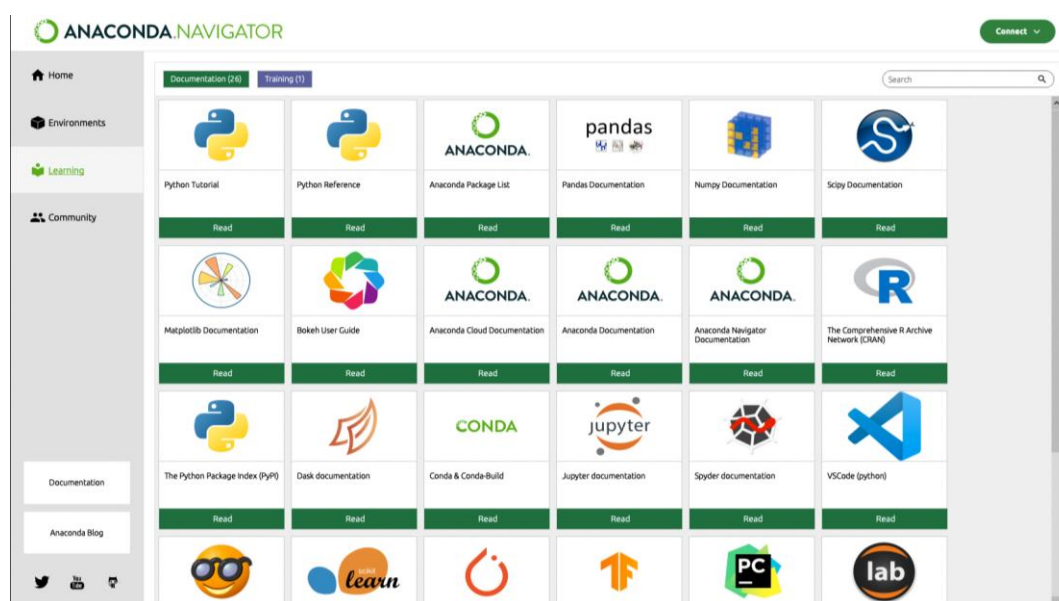 ANACONDA.NAVIGATOR
Connect
Home
Environments
Learning
Community
Documentation
Anaconda Blog
You
Tube
Documentation (26)
Training (1)
Search
ANACONDA.
pandas
Python Tutorial
Python Reference
Anaconda Package List
Pandas Documentation
Numpy Documentation
Scipy Documentation
Read
Read
Read
Read
Read
Read
ANACONDA.
ANACONDA.
ANACONDA.
R
Matplotlib Documentation
Bokeh User Guide
Anaconda Cloud Documentation
Anaconda Documentation
Anaconda Navigator
Documentation
The Comprehensive R Archive
Network (CRAN)
Read
Read
Read
Read
Read
Read
CONDA
jupyter
The Python Package Index (PyPI)
Dask documentation
Conda & Conda-Build
Jupyter documentation
Spyder documentation
VSCode (python)
Read
Read
Read
Read
Read
Read
scikit
learn
PC
lab